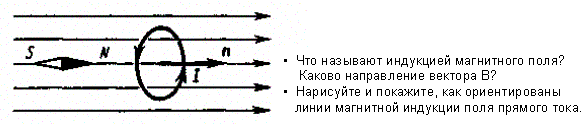 S N n
I
• Что называют индукцией магнитного поля?
Каково направление вектора В?
• Нарисуйте и покажите, как ориентированы
линии магнитной индукции поля прямого тока.